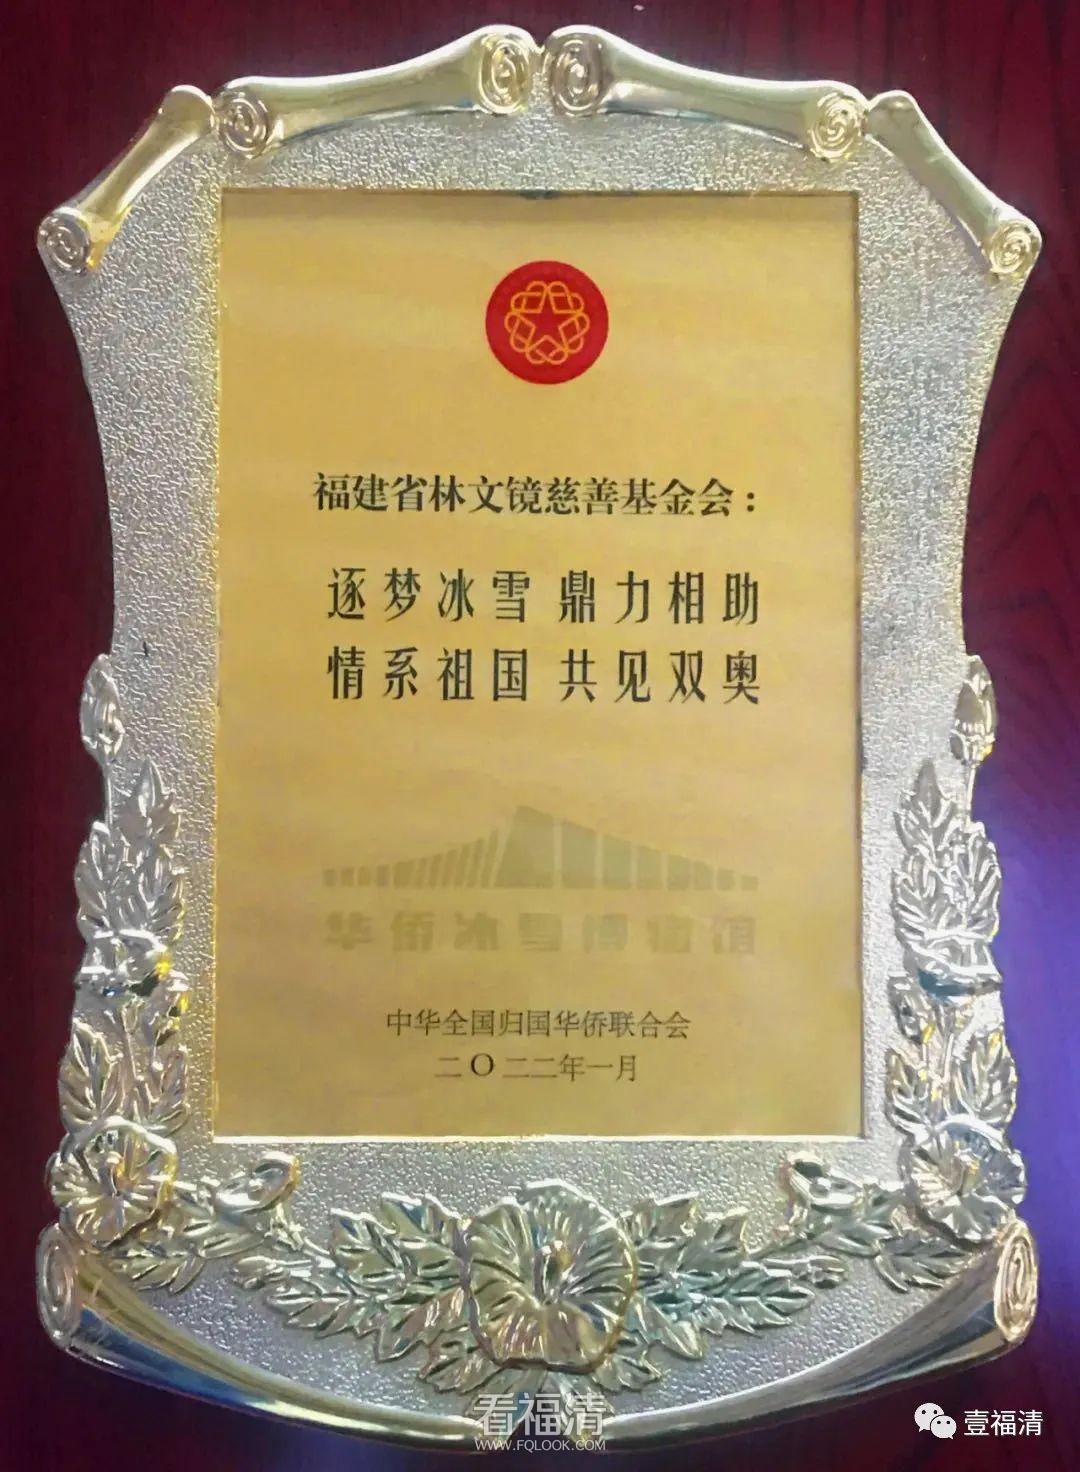 福建省林文镜慈善基金会：
逐梦冰雪 鼎力相助
情系祖国 共见双奥
华侨冰雪博物馆
中华全国归国华侨联合会
二〇二二年一月
看福清
WWW.FQLOOK.COM
壹福清